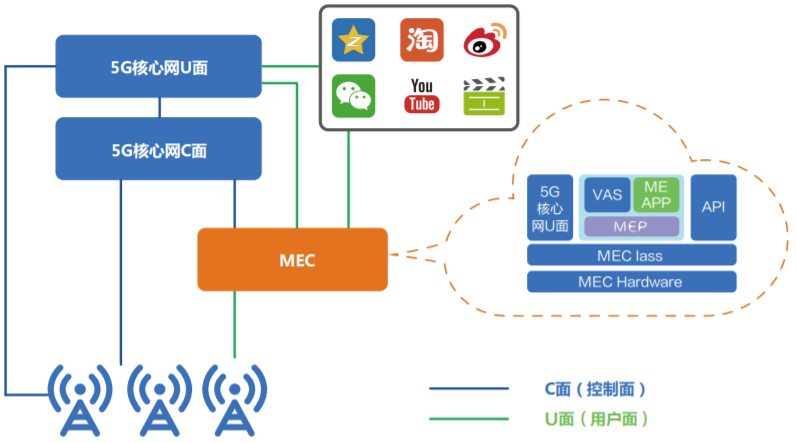 5G核心网U面
5G核心网C面
淘
You
Tube
MEC
5G
核心
网U面
VAS
ME
APP
MEP
API
MEC lass
MEC Hardware
C面（控制面）
U面（用户面）